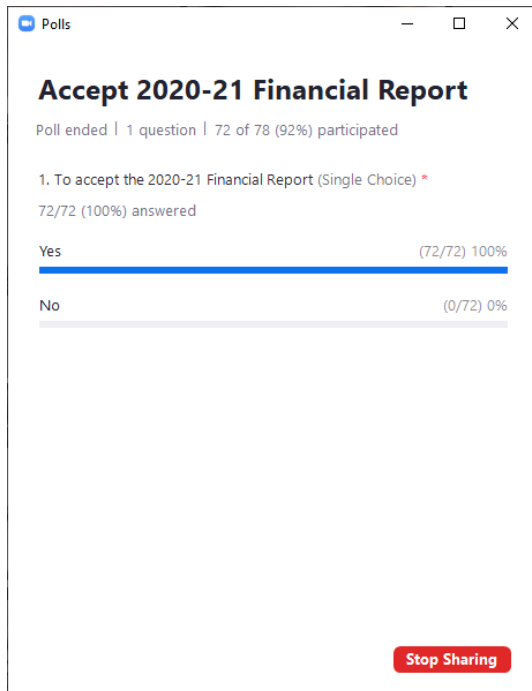 Polls
Accept 2020-21 Financial Report
Poll ended | 1 question | 72 of 78 (92%) participated
1. To accept the 2020-21 Financial Report (Single Choice) *
72/72 (100%) answered
Yes (72/72) 100%
No (0/72) 0%
Stop Sharing